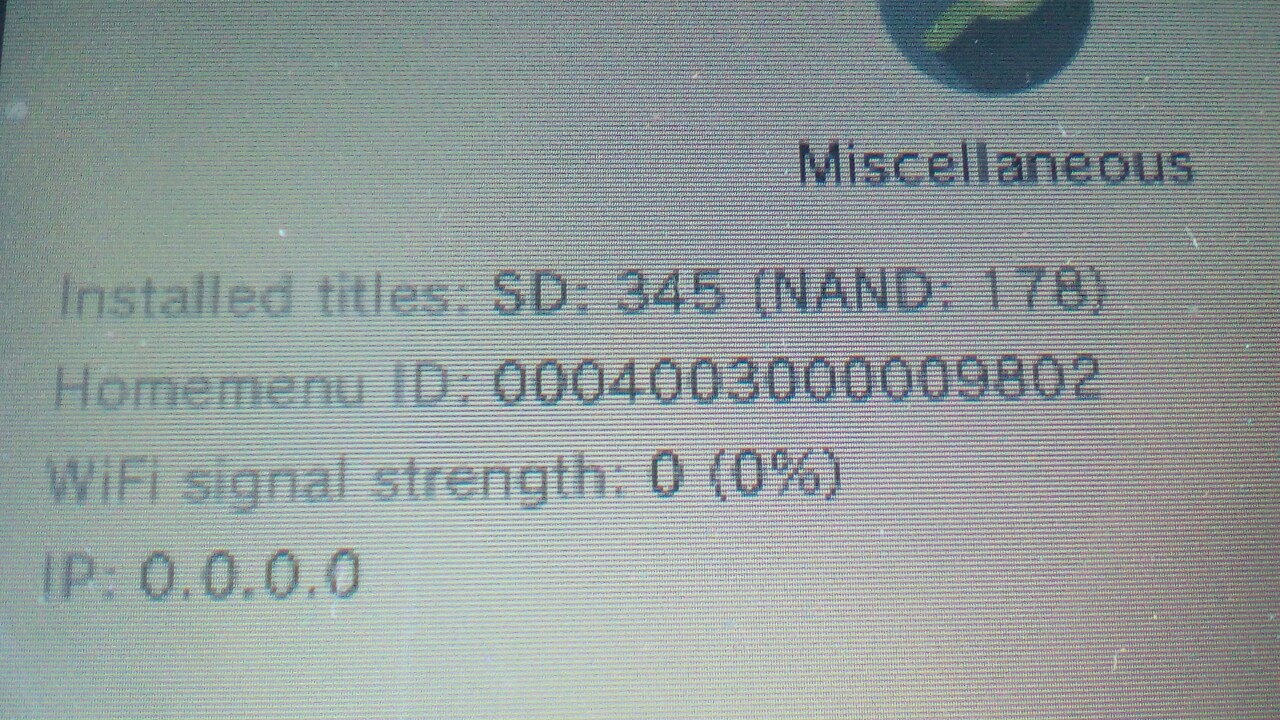 Miscellaneous
Installed titles: SD: 345 (NAND: 178)
Homemenu ID: 0004003000009802
WiFi signal strength: 0 (0%)
IP: 0.0.0.0